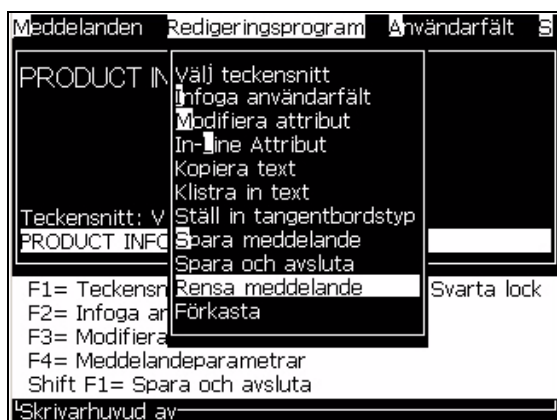 Meddelanden Redigeringsprogram Användarfält S
PRODUCT IN
Välj teckensnitt
Infoga användarfält
Modifiera attribut
In-Line Attribut
Kopiera text
Klistra in text
Ställ in tangentbordstyp
Spara meddelande
Spara och avsluta
Rensa meddelande
Förkasta
Teckensnitt: V
PRODUCT INFO
F1= Teckensn Svarta lock
F2= Infoga an
F3= Modifiera
F4= Meddelandeparametrar
Shift F1= Spara och avsluta
Skrivarhuvud av